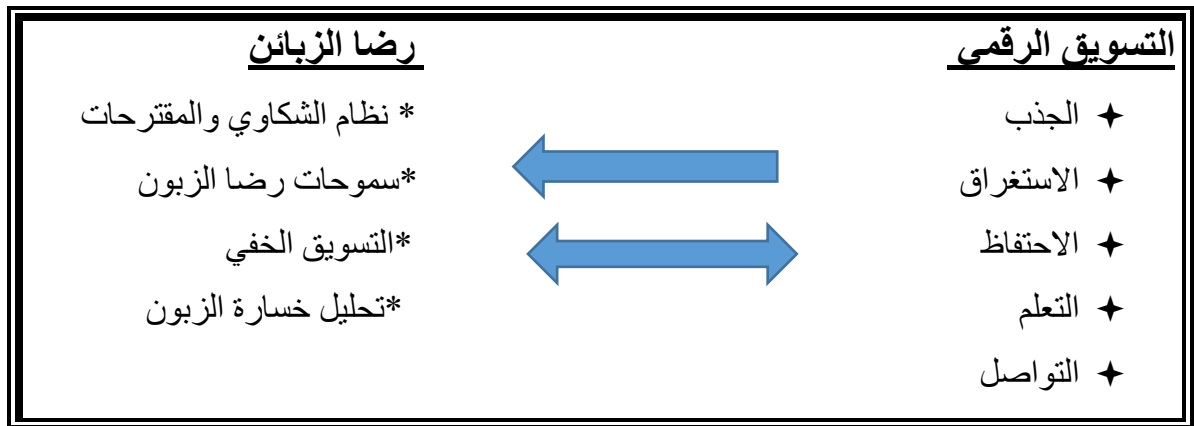 التسويق الرقمي
✦ الجذب
✦ الاستغراق
✦ الاحتفاظ
✦ التعلم
✦ التواصل
رضا الزبائن
* نظام الشكاوي والمقترحات
*سموحات رضا الزبون
*التسويق الخفي
*تحليل خسارة الزبون